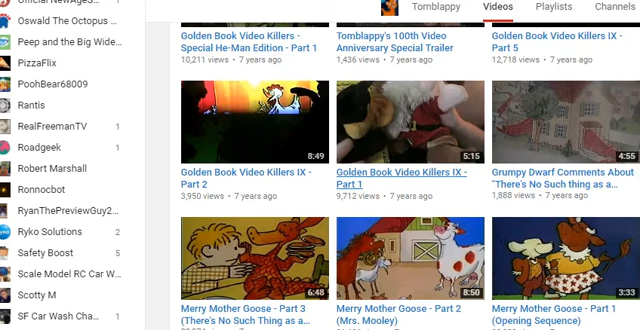 Official NewAgeS...
Oswald The Octopus ...
Peep and the Big Wide...
PizzaFlix
PoohBear68009
Rantis
RealFreemanTV 1
Roadgeek 1
Robert Marshall
Ronnocbot
RyanThePreviewGuy2...
Ryko Solutions 2
Safety Boost 5
Scale Model RC Car W...
Scotty M
SF Car Wash Cha... 1
Tomblappy Videos Playlists Channels
Golden Book Video Killers -
Special He-Man Edition - Part 1
10,211 views • 7 years ago
Tomblappy's 100th Video
Anniversary Special Trailer
1,436 views • 7 years ago
Golden Book Video Killers IX -
Part 5
12,718 views • 7 years ago
8:49
Golden Book Video Killers IX -
Part 2
3,950 views • 7 years ago
5:15
Golden Book Video Killers IX -
Part 1
9,712 views • 7 years ago
4:55
Grumpy Dwarf Comments About
"There's No Such thing as a...
1,888 views • 7 years ago
6:48
Merry Mother Goose - Part 3
(There's No Such Thing as a...
8:50
Merry Mother Goose - Part 2
(Mrs. Mooley)
3:33
Merry Mother Goose - Part 1
(Opening Sequence)